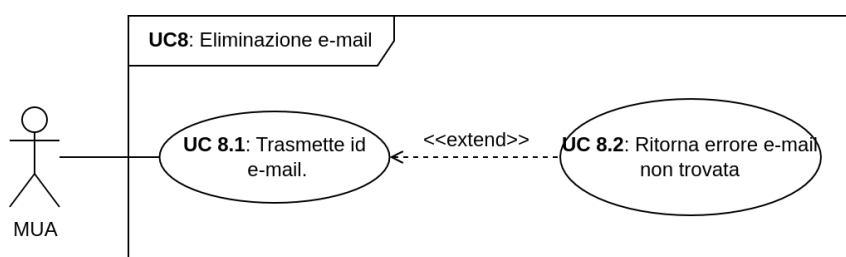 UC8: Eliminazione e-mail
UC 8.1: Trasmette id
e-mail.
<<extend>>
UC 8.2: Ritorna errore e-mail
non trovata
MUA